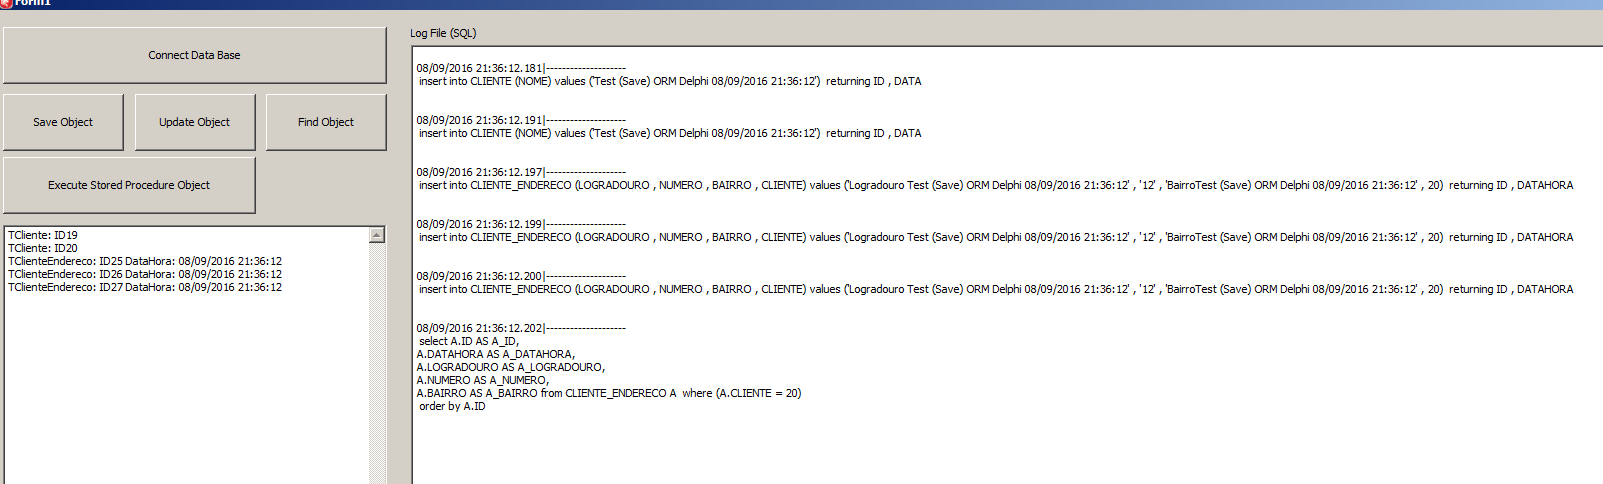 Form1
Connect Data Base
Save Object
Update Object
Find Object
Execute Stored Procedure Object
TCliente: ID19
TCliente: ID20
TClienteEndereco: ID25 DataHora: 08/09/2016 21:36:12
TClienteEndereco: ID26 DataHora: 08/09/2016 21:36:12
TClienteEndereco: ID27 DataHora: 08/09/2016 21:36:12
Log File (SQL)
08/09/2016 21:36:12.181|--------------------
insert into CLIENTE (NOME) values ('Test (Save) ORM Delphi 08/09/2016 21:36:12')  returning ID , DATA
08/09/2016 21:36:12.191|--------------------
insert into CLIENTE (NOME) values ('Test (Save) ORM Delphi 08/09/2016 21:36:12')  returning ID , DATA
08/09/2016 21:36:12.197|--------------------
insert into CLIENTE_ENDERECO (LOGRADOURO , NUMERO , BAIRRO , CLIENTE) values ('Logradouro Test (Save) ORM Delphi 08/09/2016 21:36:12' , '12' , 'BairroTest (Save) ORM Delphi 08/09/2016 21:36:12' , 20)  returning ID , DATAHORA
08/09/2016 21:36:12.199|--------------------
insert into CLIENTE_ENDERECO (LOGRADOURO , NUMERO , BAIRRO , CLIENTE) values ('Logradouro Test (Save) ORM Delphi 08/09/2016 21:36:12' , '12' , 'BairroTest (Save) ORM Delphi 08/09/2016 21:36:12' , 20)  returning ID , DATAHORA
08/09/2016 21:36:12.200|--------------------
insert into CLIENTE_ENDERECO (LOGRADOURO , NUMERO , BAIRRO , CLIENTE) values ('Logradouro Test (Save) ORM Delphi 08/09/2016 21:36:12' , '12' , 'BairroTest (Save) ORM Delphi 08/09/2016 21:36:12' , 20)  returning ID , DATAHORA
08/09/2016 21:36:12.202|--------------------
select A.ID AS A_ID,
A.DATAHORA AS A_DATAHORA,
A.LOGRADOURO AS A_LOGRADOURO,
A.NUMERO AS A_NUMERO,
A.BAIRRO AS A_BAIRRO from CLIENTE_ENDERECO A  where (A.CLIENTE = 20)
order by A.ID